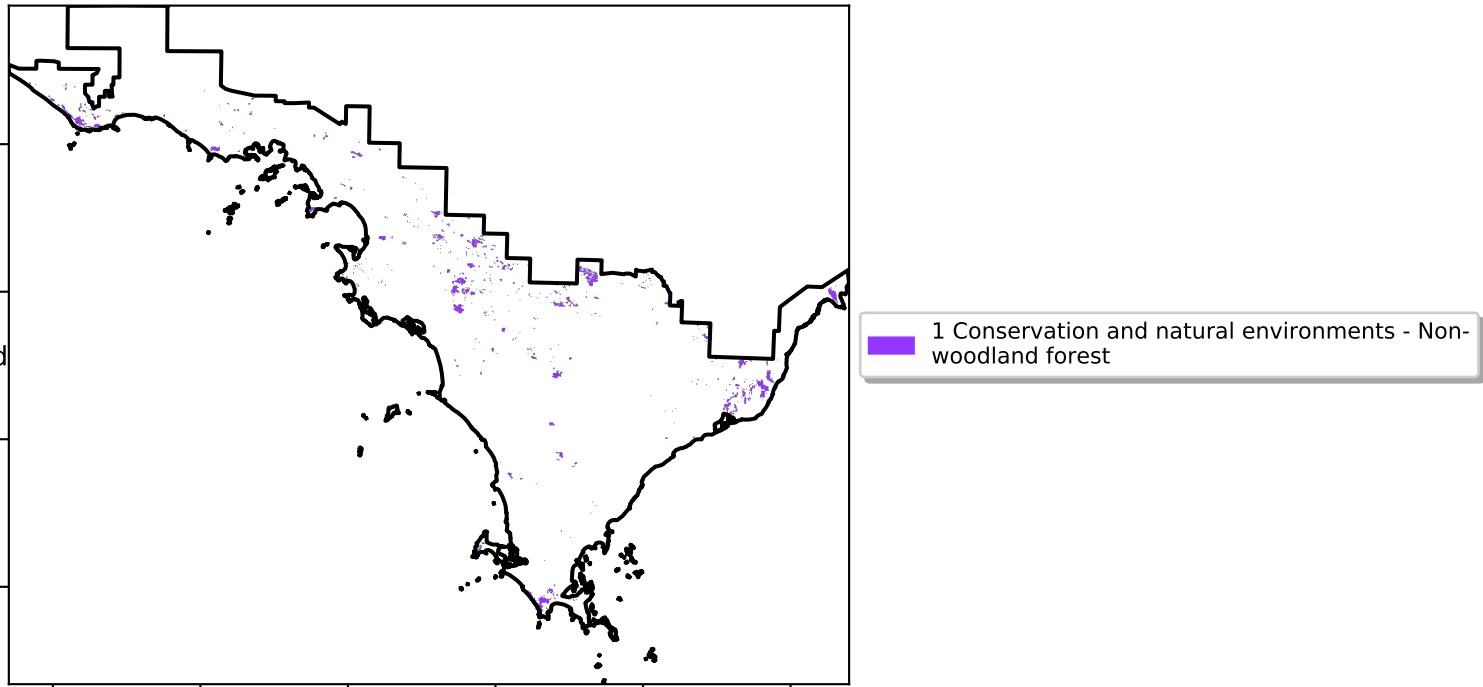 d
1 Conservation and natural environments - Non-
woodland forest